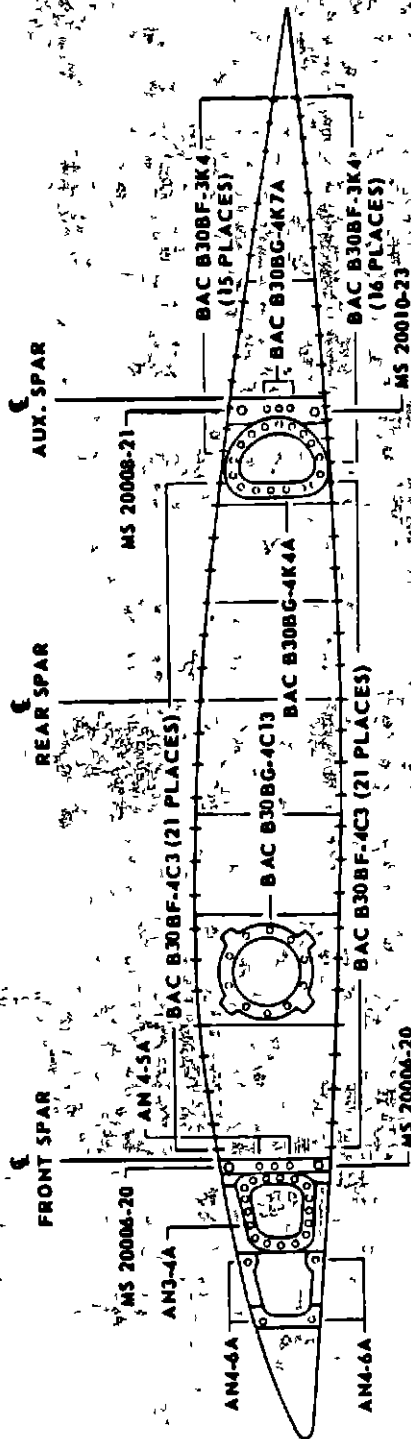 ℄
FRONT SPAR
℄
REAR SPAR
℄
AUX. SPAR
MS 20006-20
AN3-4A
AN4-6A
AN 4-5A
BAC B30BF-4C3 (21 PLACES)
MS 20008-21
BAC B30BF-3K4
(15 PLACES)
BAC B30BG-4C13
BAC B30BG-4K4A
BAC B30BG-4K7A
AN4-6A
MS 20006-20
BAC B30BF-4C3 (21 PLACES)
MS 20010-23
BAC B30BF-3K4
(16 PLACES)